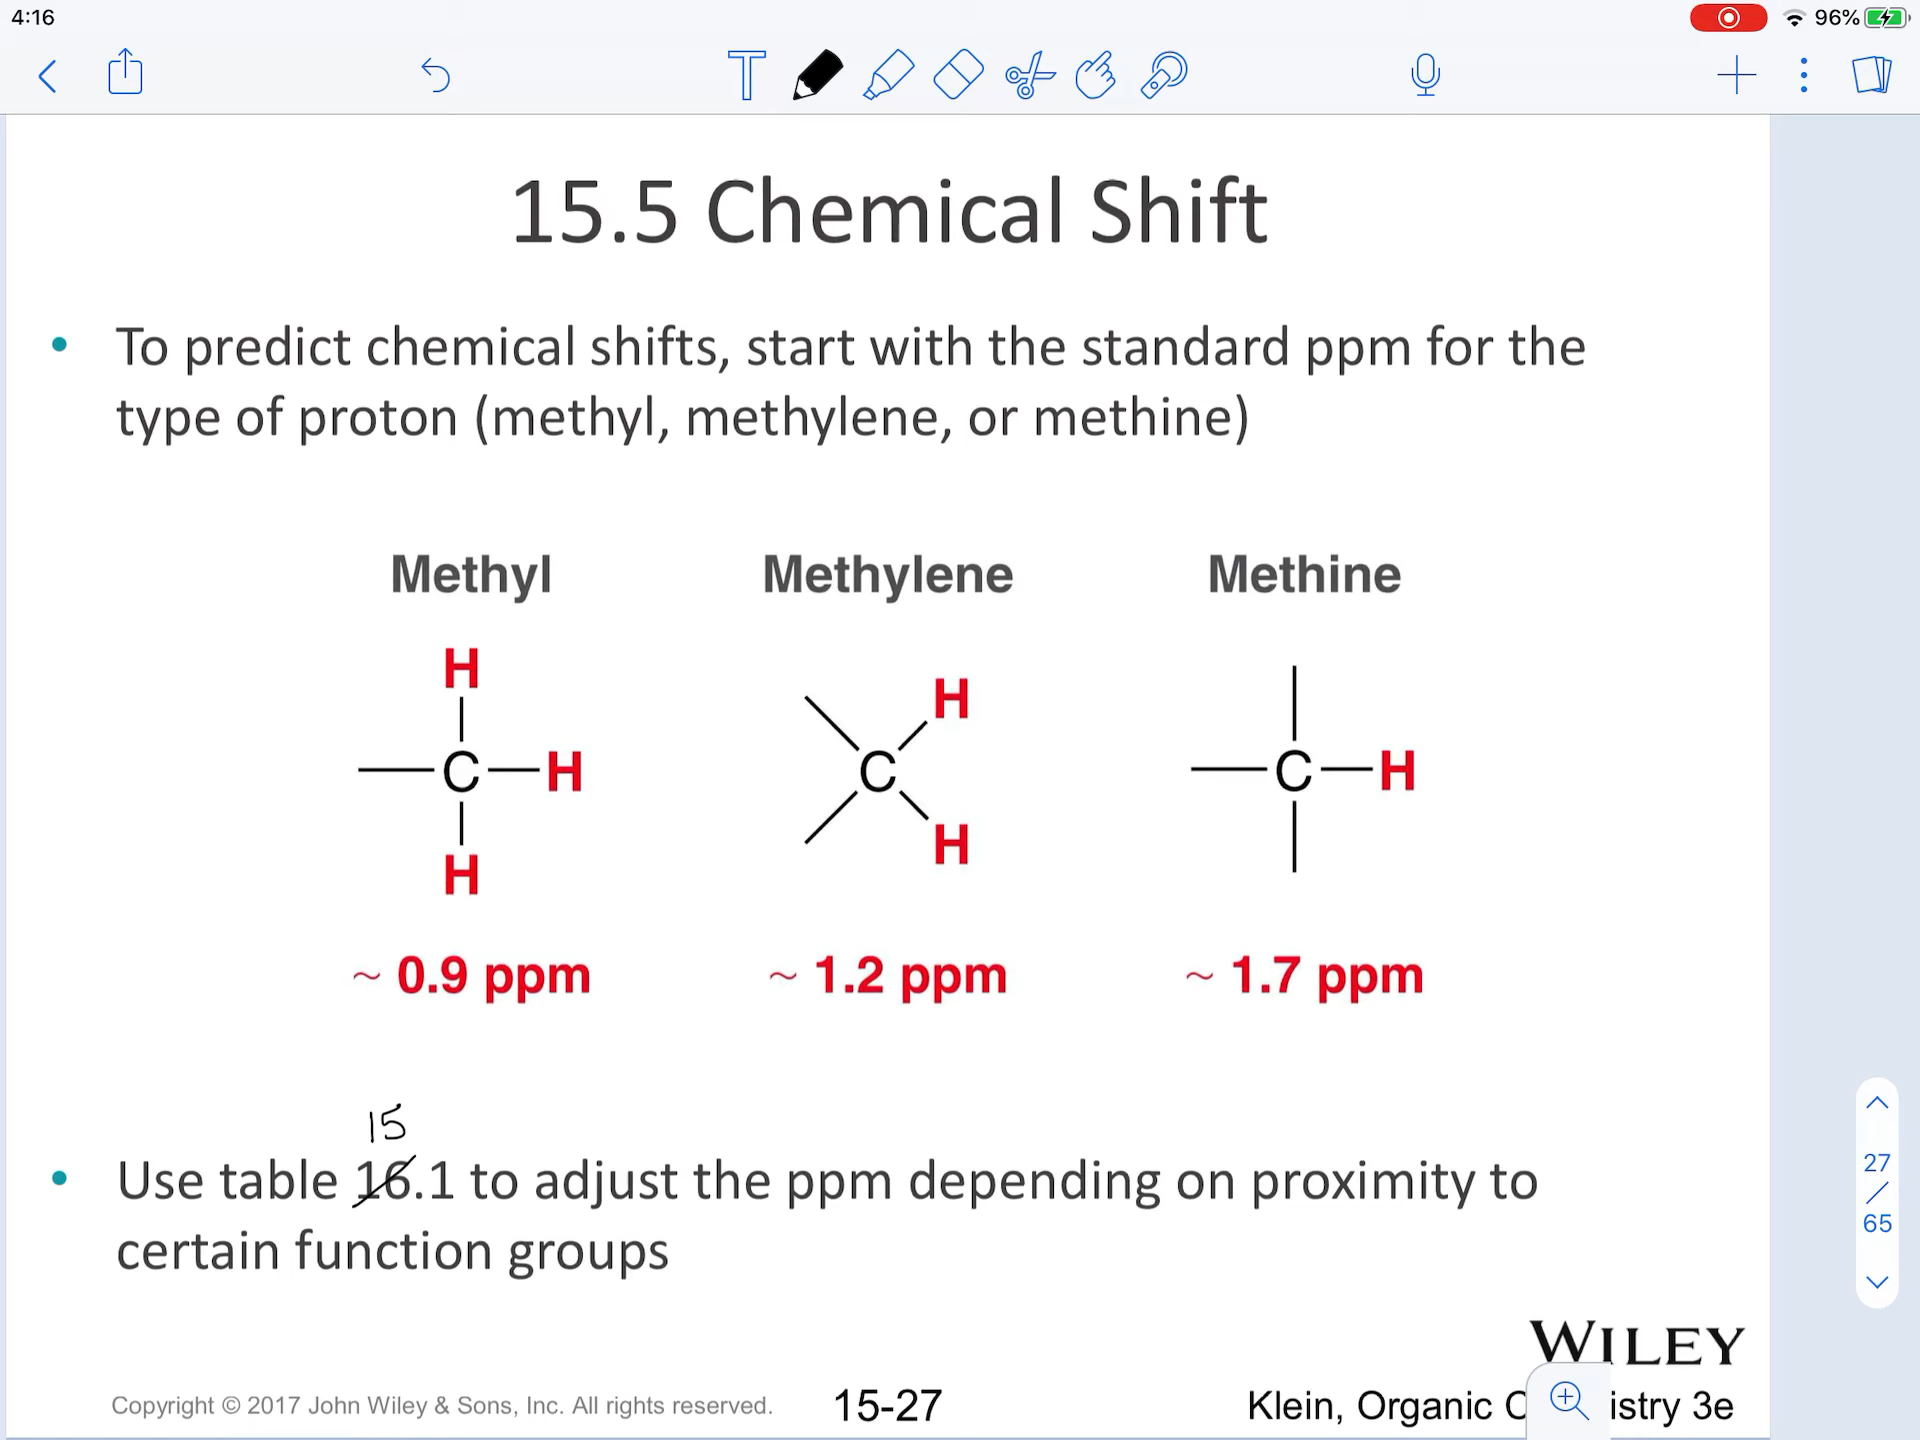 4:16
96%
15.5 Chemical Shift
• To predict chemical shifts, start with the standard ppm for the
type of proton (methyl, methylene, or methine)
Methyl Methylene Methine
H
H
C H C C H
H
H
~ 0.9 ppm ~ 1.2 ppm ~ 1.7 ppm
15
• Use table 16.1 to adjust the ppm depending on proximity to
certain function groups
27
/
65
WILEY
Copyright © 2017 John Wiley & Sons, Inc. All rights reserved. 15-27 Klein, Organic C istry 3e